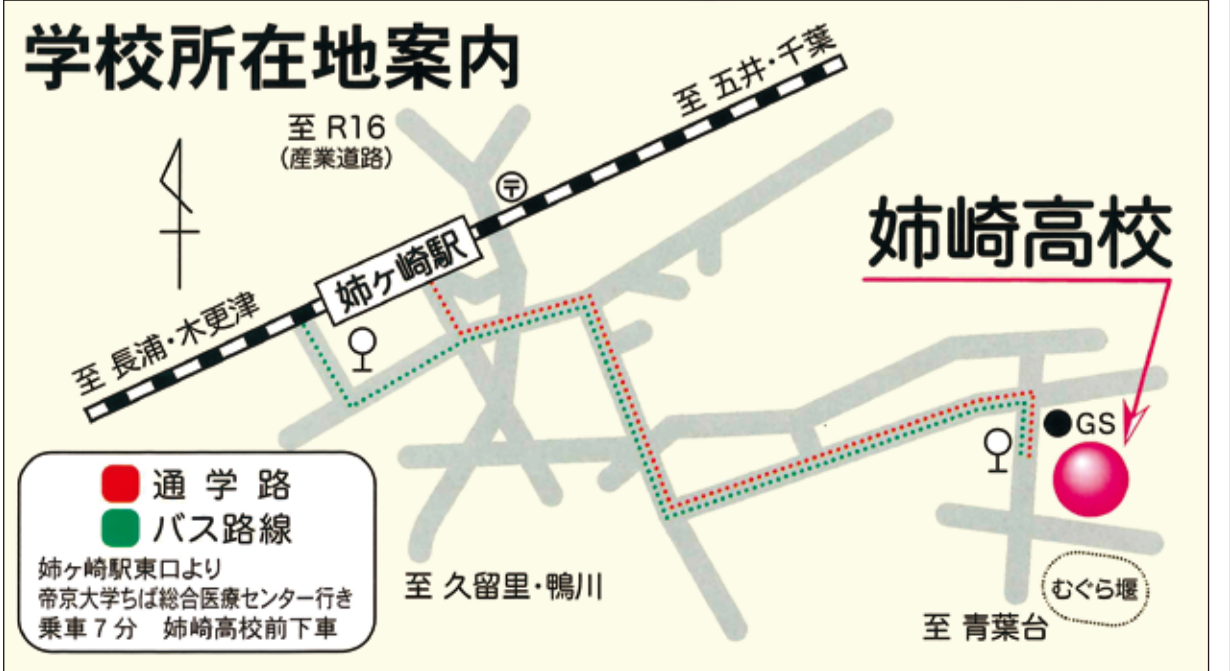 学校所在地案内
至 五井・千葉
至 R16
(産業道路)
〒
姉崎高校
姉ヶ崎駅
至 長浦・木更津
GS
通 学 路
バス路線
姉ヶ崎駅東口より
帝京大学ちば総合医療センター行き
乗車7分 姉崎高校前下車
至 久留里・鴨川
むぐら堰
至 青葉台